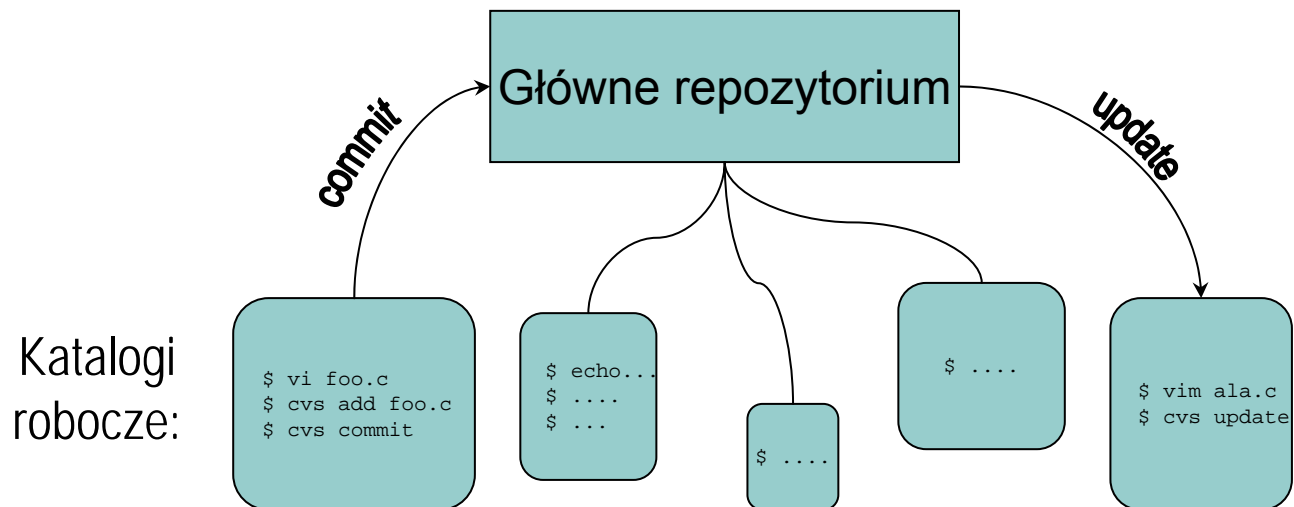 Główne repozytorium
commit
update
Katalogi
robocze:
$ vi foo.c
$ cvs add foo.c
$ cvs commit
$ echo...
$ ....
$ ...
$ ....
$ ....
$ vim ala.c
$ cvs update